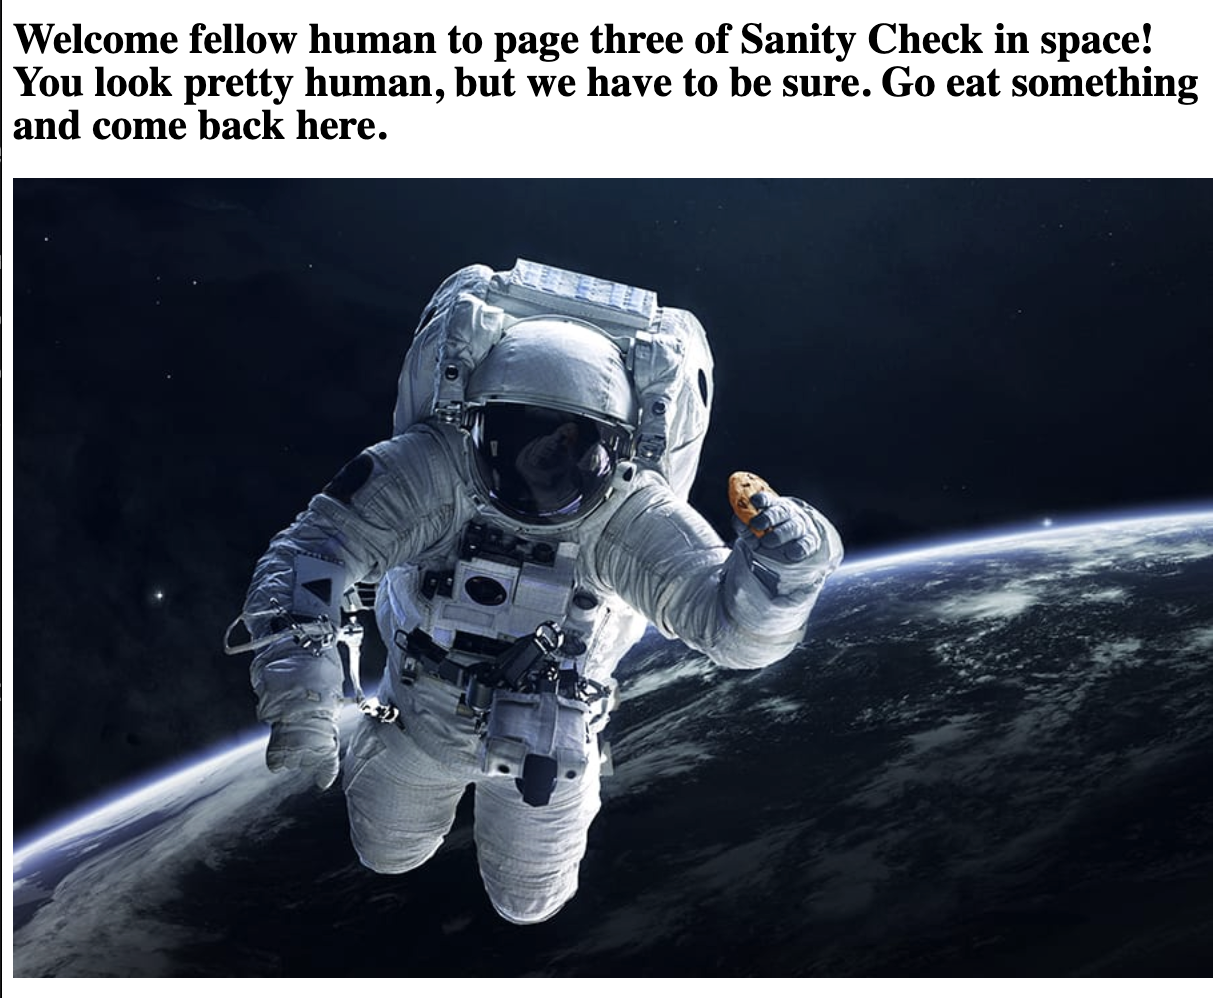 Welcome fellow human to page three of Sanity Check in space!
You look pretty human, but we have to be sure. Go eat something
and come back here.